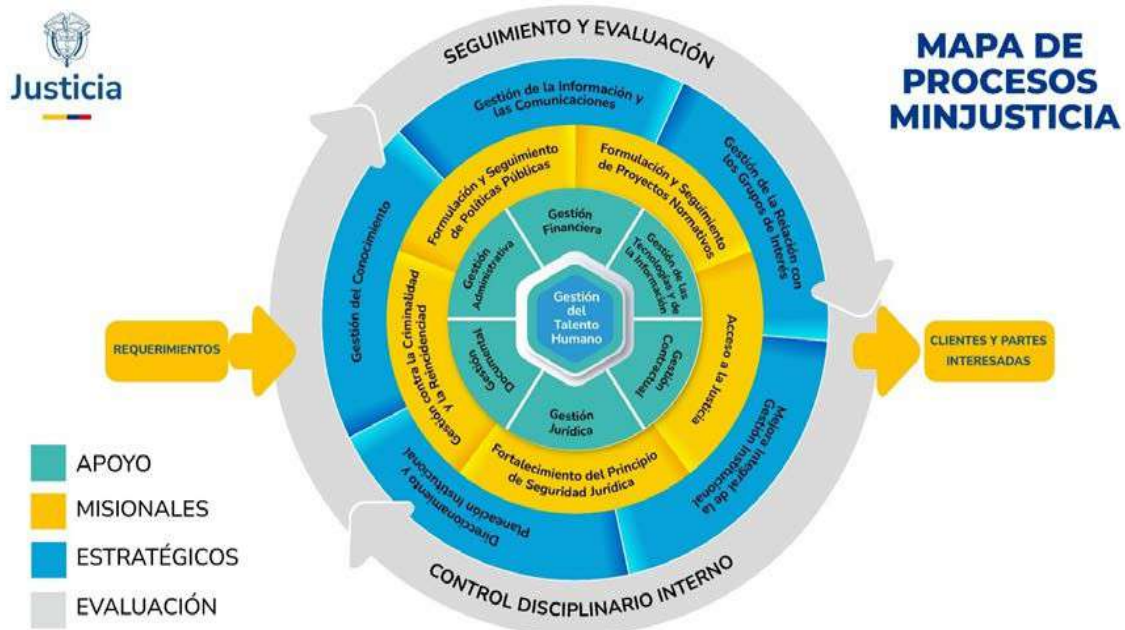 Justicia
MAPA DE
PROCESOS
MINJUSTICIA
SEGUIMIENTO Y EVALUACIÓN
Gestión de la Información y
las Comunicaciones
Gestión de la Relación con
los Grupos de Interés
Mejora Integral de la
Gestión Institucional
Direccionamiento y
Planeación Institucional
Gestión del Conocimiento
Formulación y Seguimiento
de Políticas Públicas
Formulación y Seguimiento
de Proyectos Normativos
Acceso a la Justicia
Fortalecimiento del Principio
de Seguridad Jurídica
Gestión contra la Criminalidad
y la Reincidenciad
Gestión
Financiera
Gestión de las
Tecnologías y de
la Información
Gestión
Contractual
Gestión
Jurídica
Gestión
Documental
Gestión
Administrativa
Gestión
del
Talento
Humano
REQUERIMIENTOS
CLIENTES Y PARTES
INTERESADAS
CONTROL DISCIPLINARIO INTERNO
APOYO
MISIONALES
ESTRATÉGICOS
EVALUACIÓN